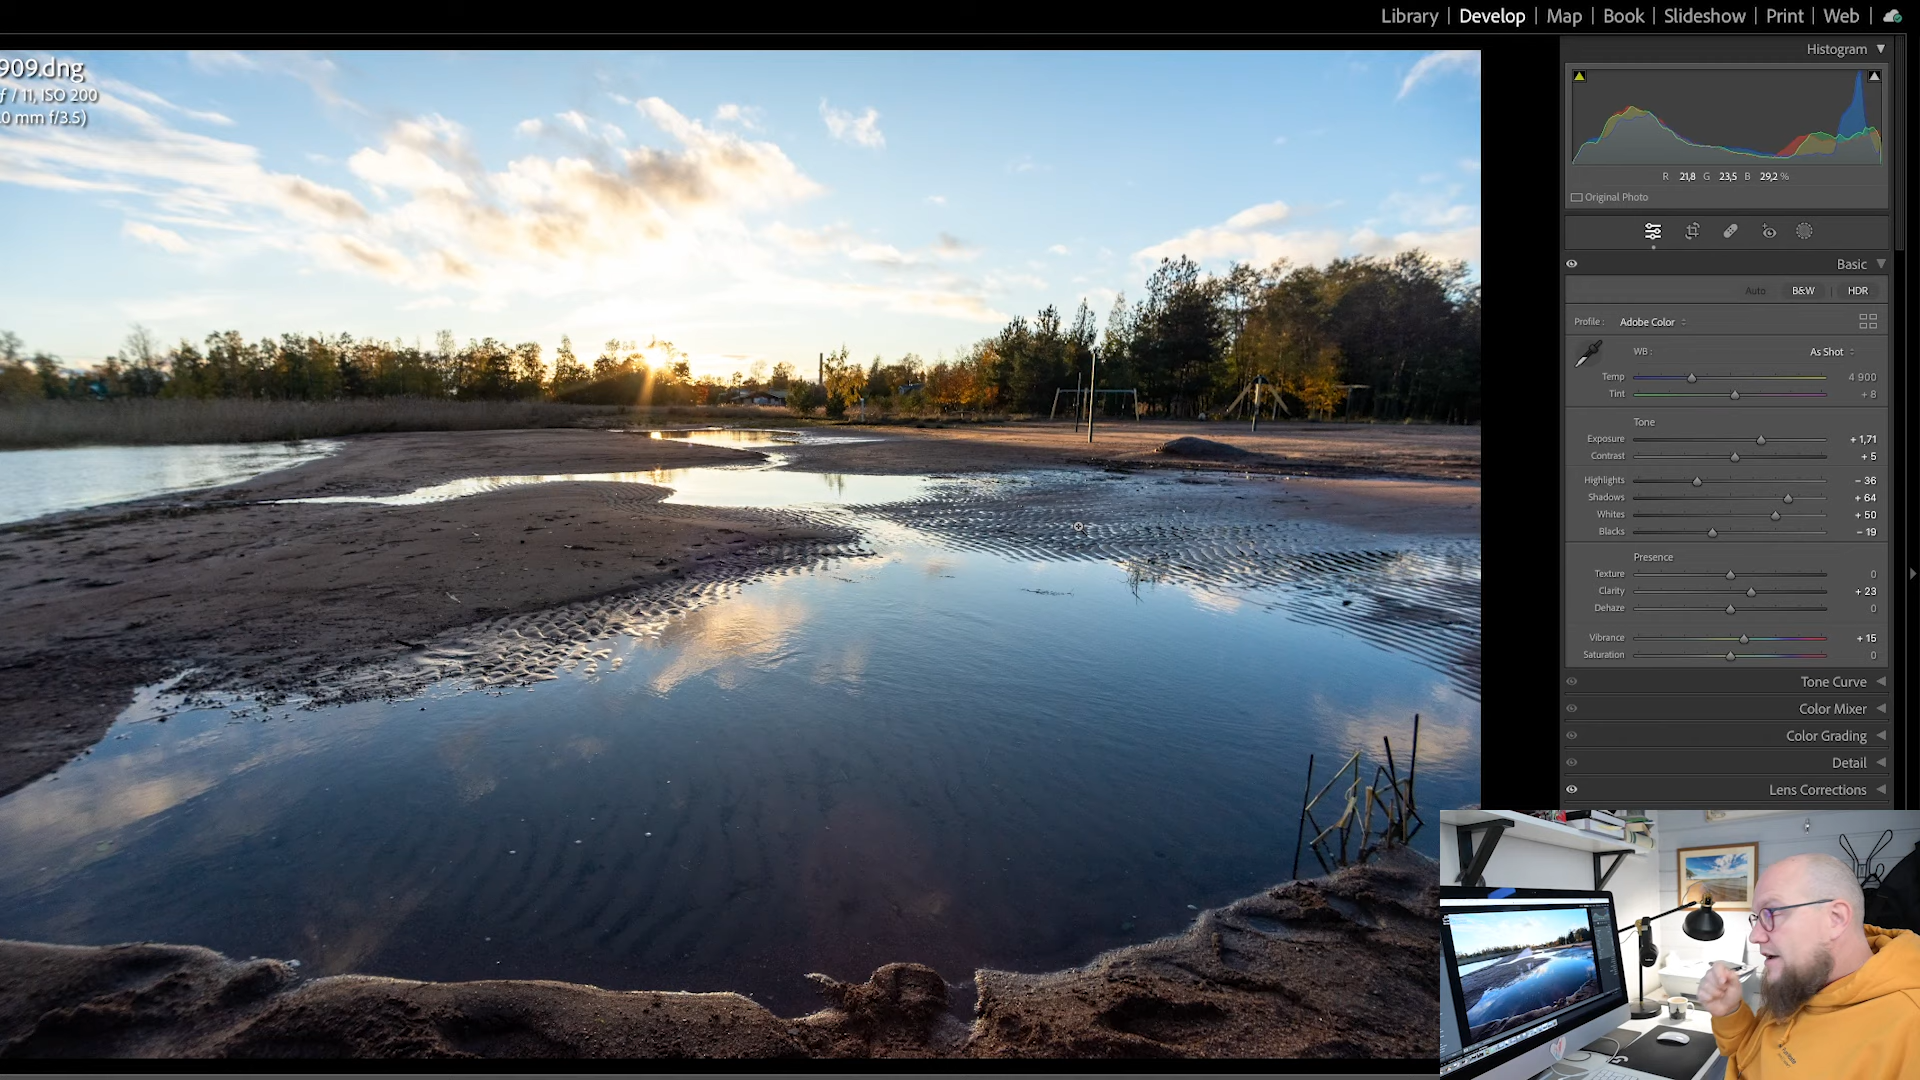 Library | Develop | Map | Book | Slideshow | Print | Web |
Histogram
909.dng
f / 11, ISO 200
0 mm f/3.5)
R 21,8 G 23,5 B 29,2 %
Original Photo
Basic
Auto B&W | HDR
Profile : Adobe Color
WB : As Shot
Temp 4 900
Tint + 8
Tone
Exposure + 1,71
Contrast + 5
Highlights − 36
Shadows + 64
Whites + 50
Blacks − 19
Presence
Texture 0
Clarity + 23
Dehaze 0
Vibrance + 15
Saturation 0
Tone Curve
Color Mixer
Color Grading
Detail
Lens Corrections